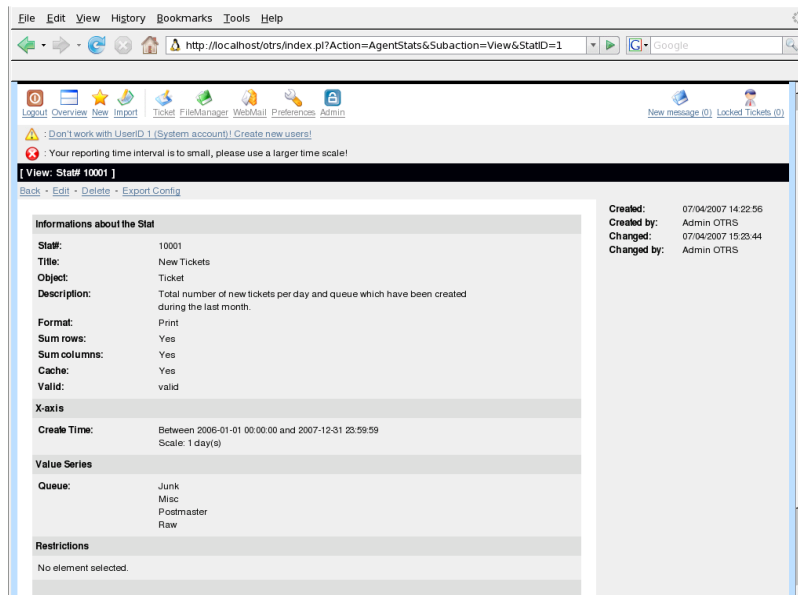 File Edit View History Bookmarks Tools Help
http://localhost/otrs/index.pl?Action=AgentStats&Subaction=View&StatID=1
G Google
Logout Overview New Import Ticket FileManager WebMail Preferences Admin
New message (0) Locked Tickets (0)
: Don't work with UserID 1 (System account)! Create new users!
: Your reporting time interval is to small, please use a larger time scale!
[ View: Stat# 10001 ]
Back - Edit - Delete - Export Config
Informations about the Stat
Stat#: 10001
Title: New Tickets
Object: Ticket
Description: Total number of new tickets per day and queue which have been created
during the last month.
Format: Print
Sum rows: Yes
Sum columns: Yes
Cache: Yes
Valid: valid
X-axis
Create Time: Between 2006-01-01 00:00:00 and 2007-12-31 23:59:59
Scale: 1 day(s)
Value Series
Queue: Junk
Misc
Postmaster
Raw
Restrictions
No element selected.
Created: 07/04/2007 14:22:56
Created by: Admin OTRS
Changed: 07/04/2007 15:23:44
Changed by: Admin OTRS